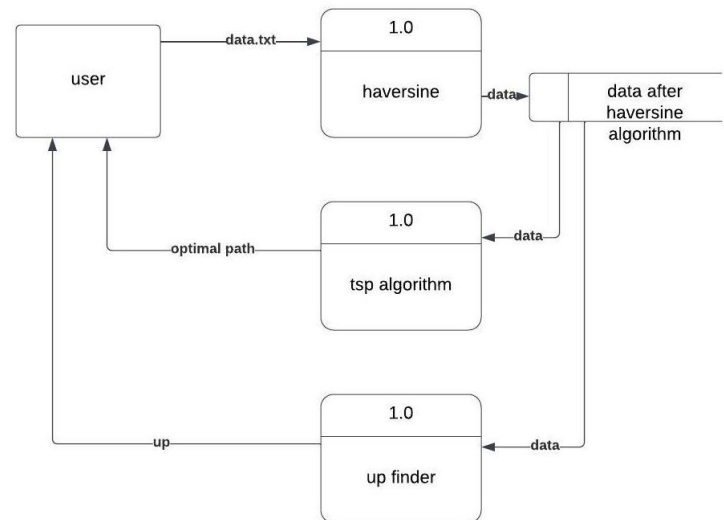 1.0
data.txt
user
haversine
data
data after
haversine
algorithm
1.0
data
optimal path
tsp algorithm
1.0
up
data
up finder